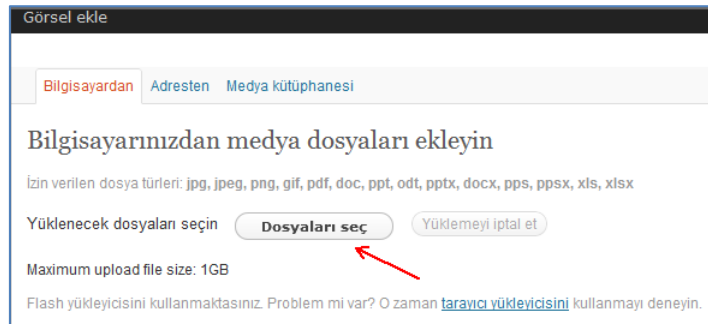 Görsel ekle
Bilgisayardan Adresten Medya kütüphanesi
Bilgisayarınızdan medya dosyaları ekleyin
İzin verilen dosya türleri: jpg, jpeg, png, gif, pdf, doc, ppt, odt, pptx, docx, pps, ppsx, xls, xlsx
Yüklenecek dosyaları seçin Dosyaları seç Yüklemeyi iptal et
Maximum upload file size: 1GB
Flash yükleyicisini kullanmaktasınız. Problem mi var? O zaman tarayıcı yükleyicisini kullanmayı deneyin.